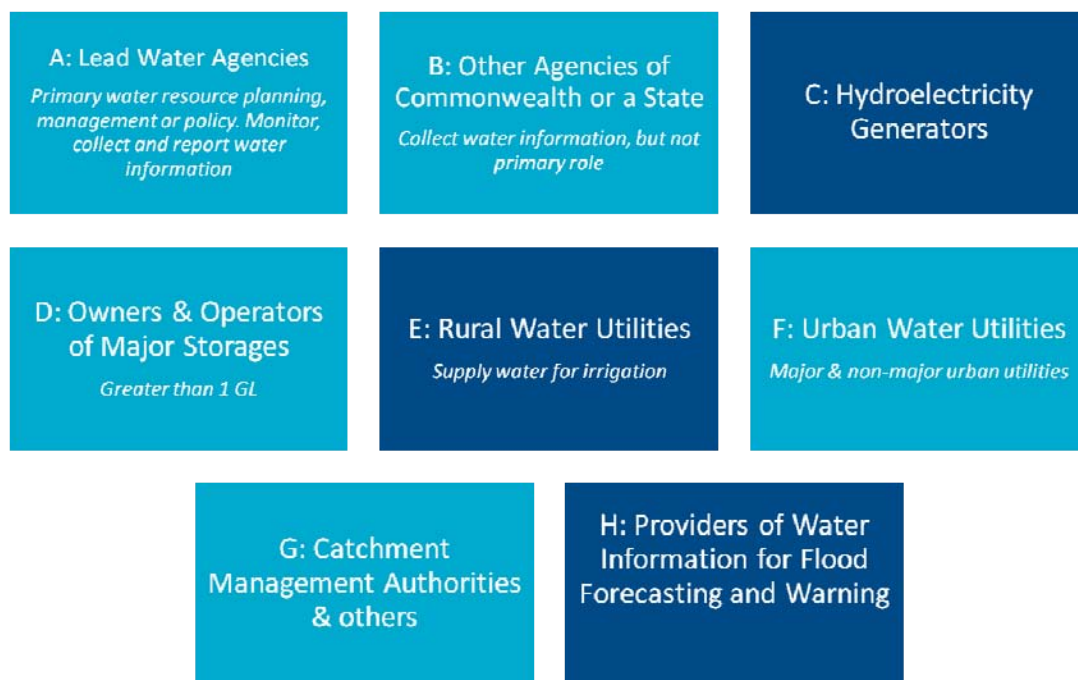 A: Lead Water Agencies
Primary water resource planning,
management or policy. Monitor,
collect and report water
information
B: Other Agencies of
Commonwealth or a State
Collect water information, but not
primary role
C: Hydroelectricity
Generators
D: Owners & Operators
of Major Storages
Greater than 1 GL
E: Rural Water Utilities
Supply water for irrigation
F: Urban Water Utilities
Major & non-major urban utilities
G: Catchment
Management Authorities
& others
H: Providers of Water
Information for Flood
Forecasting and Warning